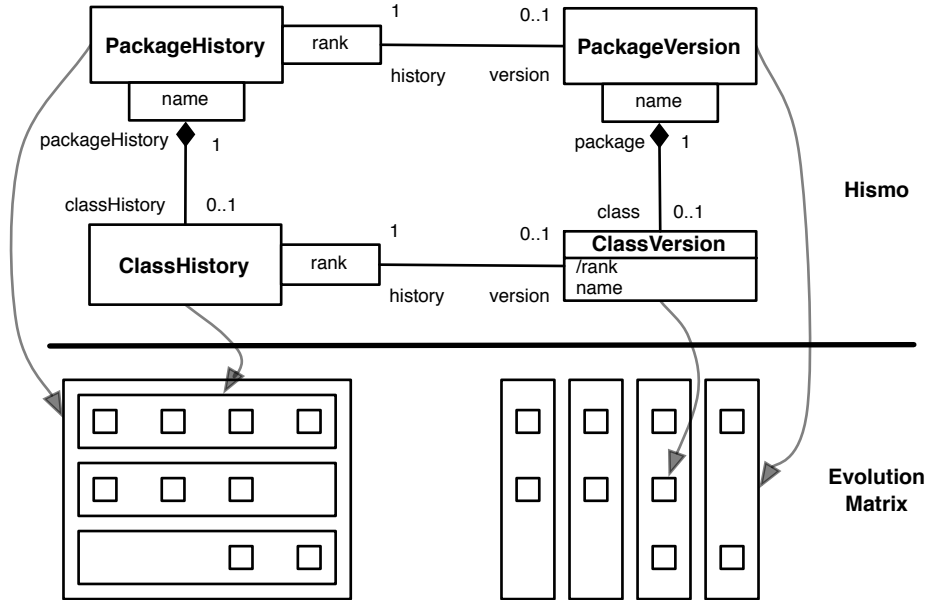 1
0..1
PackageHistory
rank
PackageVersion
history
version
name
name
packageHistory
1
package
1
Hismo
classHistory
0..1
class
0..1
1
0..1
ClassHistory
rank
ClassVersion
/rank
name
history
version
Evolution
Matrix